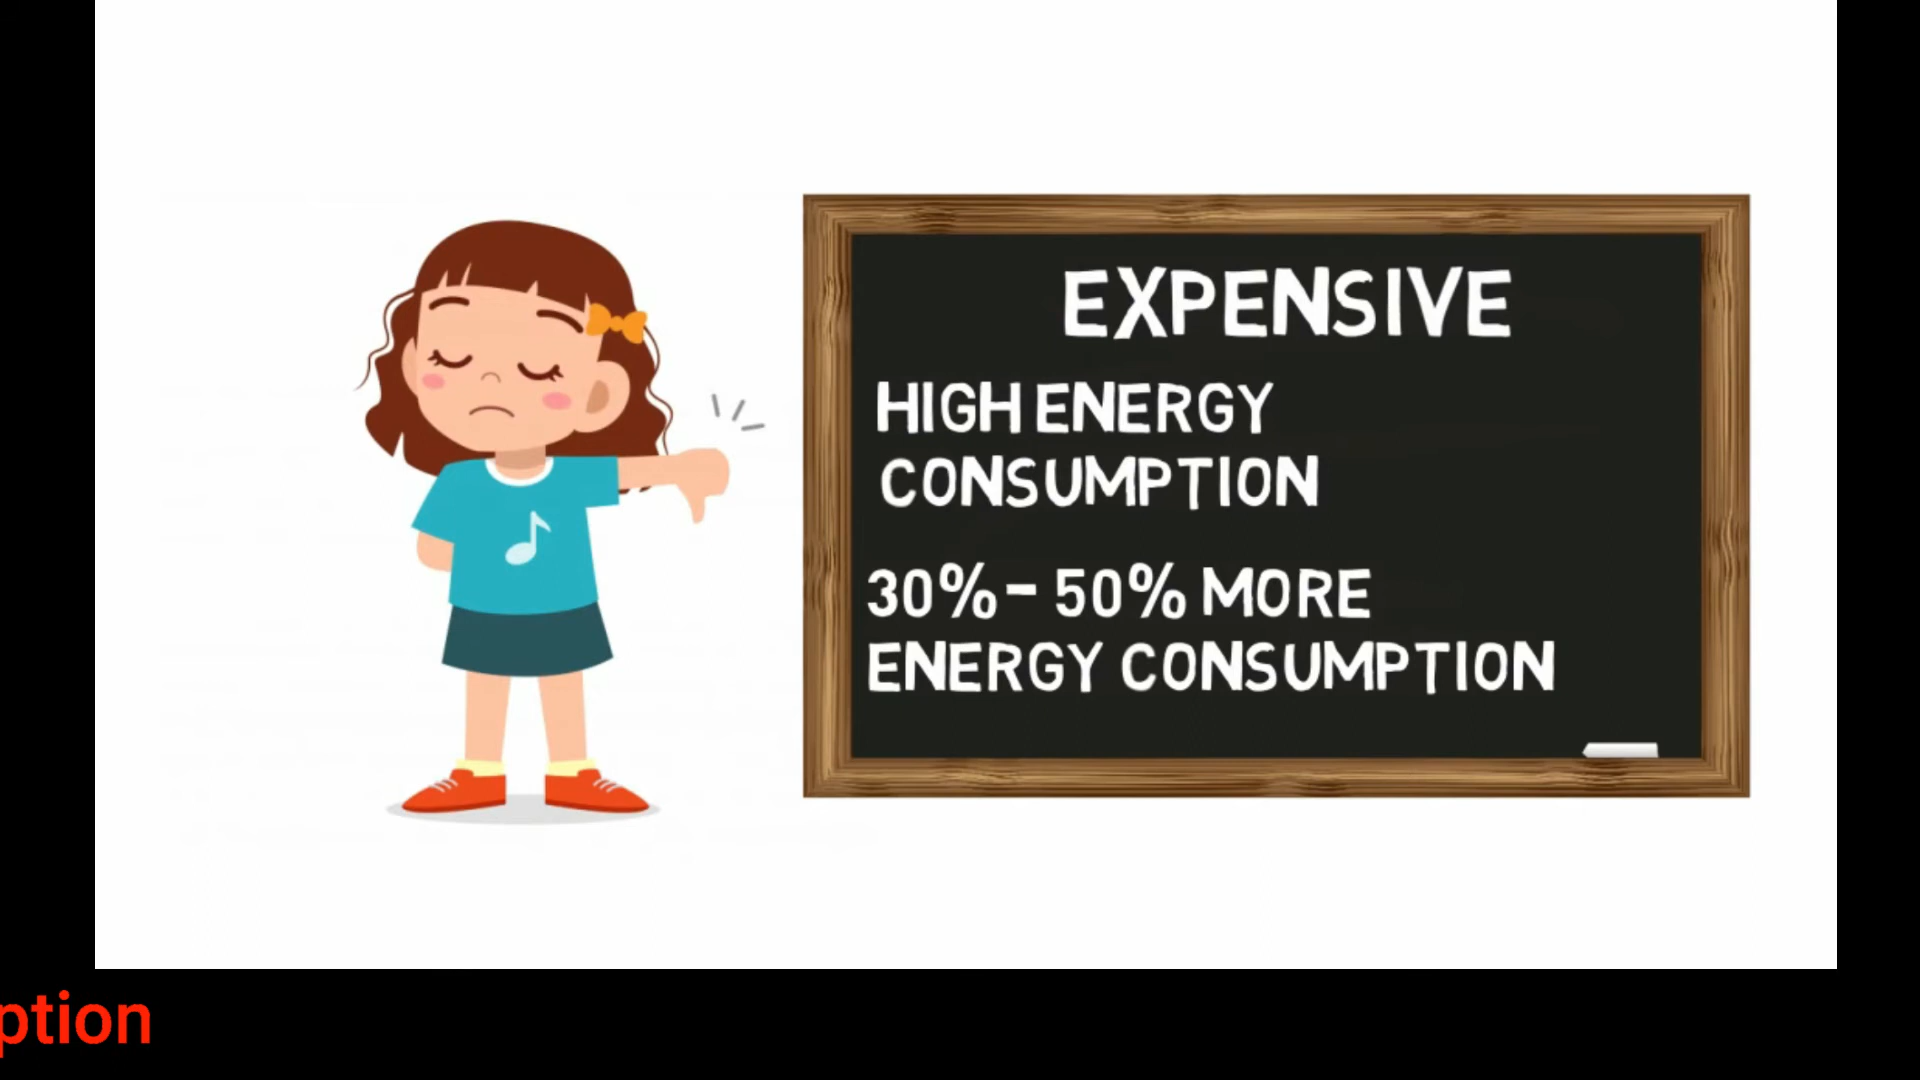 EXPENSIVE
HIGH ENERGY
CONSUMPTION
30%- 50% MORE
ENERGY CONSUMPTION
ption